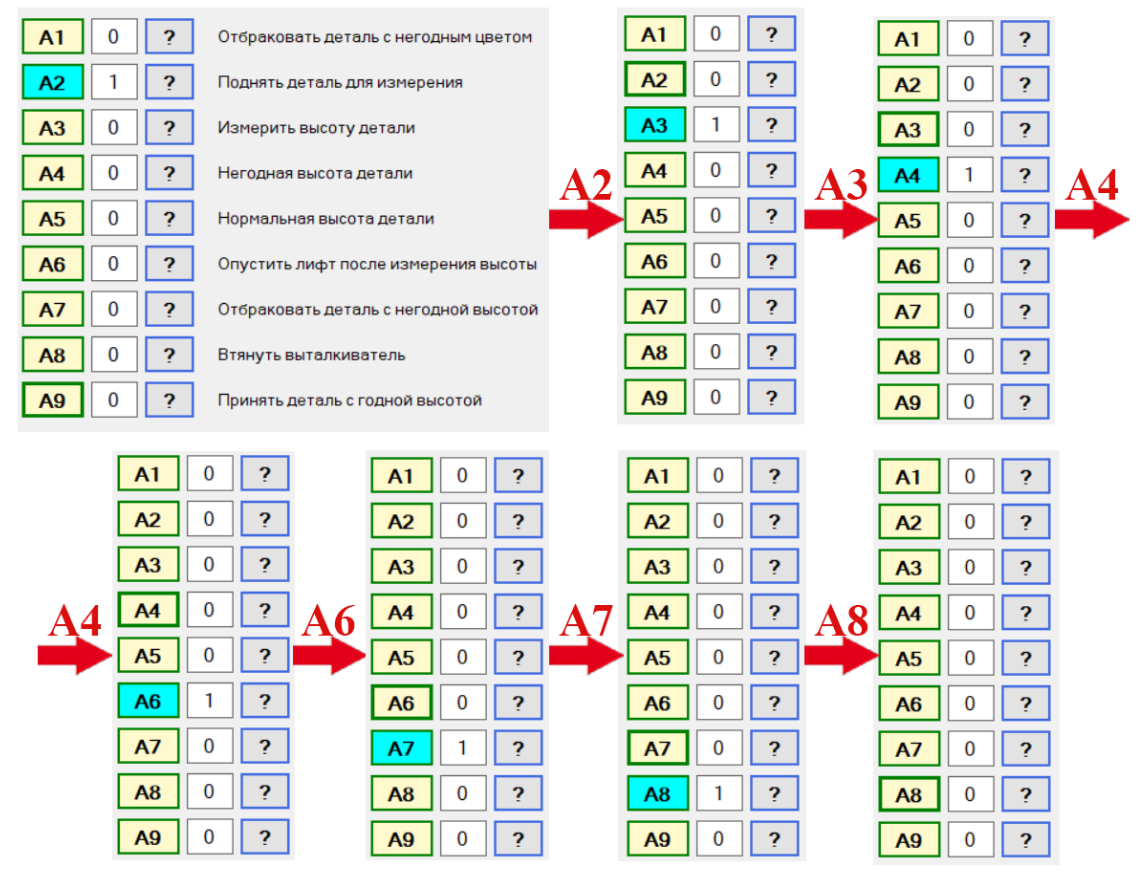 A1 0 ? Отбраковать деталь с негодным цветом
A2 1 ? Поднять деталь для измерения
A3 0 ? Измерить высоту детали
A4 0 ? Негодная высота детали
A5 0 ? Нормальная высота детали
A6 0 ? Опустить лифт после измерения высоты
A7 0 ? Отбраковать деталь с негодной высотой
A8 0 ? Втянуть выталкиватель
A9 0 ? Принять деталь с годной высотой
A2
A1 0 ?
A2 0 ?
A3 1 ?
A4 0 ?
A5 0 ?
A6 0 ?
A7 0 ?
A8 0 ?
A9 0 ?
A3
A1 0 ?
A2 0 ?
A3 0 ?
A4 1 ?
A5 0 ?
A6 0 ?
A7 0 ?
A8 0 ?
A9 0 ?
A4
A4
A1 0 ?
A2 0 ?
A3 0 ?
A4 0 ?
A5 0 ?
A6 1 ?
A7 0 ?
A8 0 ?
A9 0 ?
A6
A1 0 ?
A2 0 ?
A3 0 ?
A4 0 ?
A5 0 ?
A6 0 ?
A7 1 ?
A8 0 ?
A9 0 ?
A7
A1 0 ?
A2 0 ?
A3 0 ?
A4 0 ?
A5 0 ?
A6 0 ?
A7 0 ?
A8 1 ?
A9 0 ?
A8
A1 0 ?
A2 0 ?
A3 0 ?
A4 0 ?
A5 0 ?
A6 0 ?
A7 0 ?
A8 0 ?
A9 0 ?